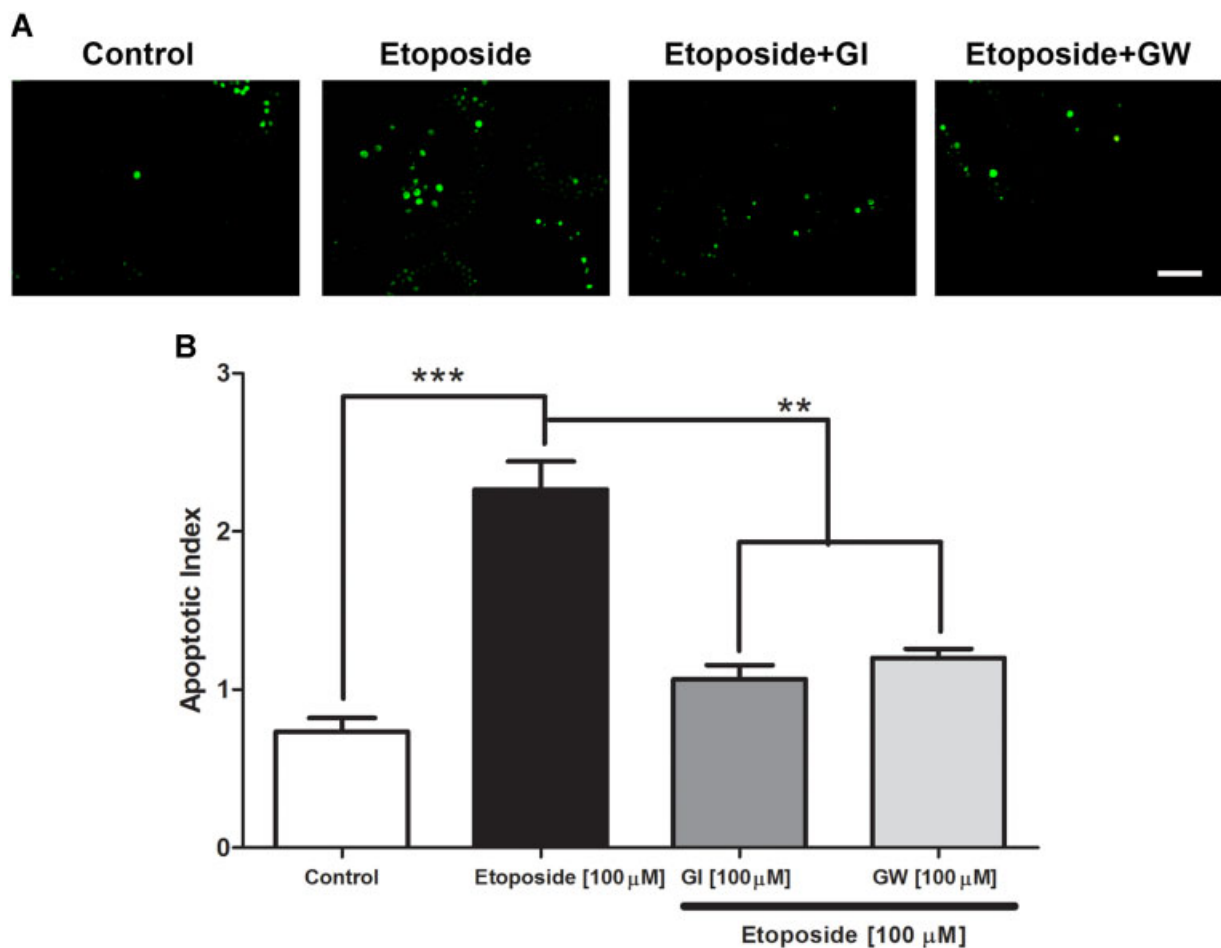 A
Control Etoposide Etoposide+GI Etoposide+GW
B
3
***
**
2
1
0
Apoptotic Index
Control Etoposide [100 μM] GI [100 μM] GW [100 μM]
Etoposide [100 μM]